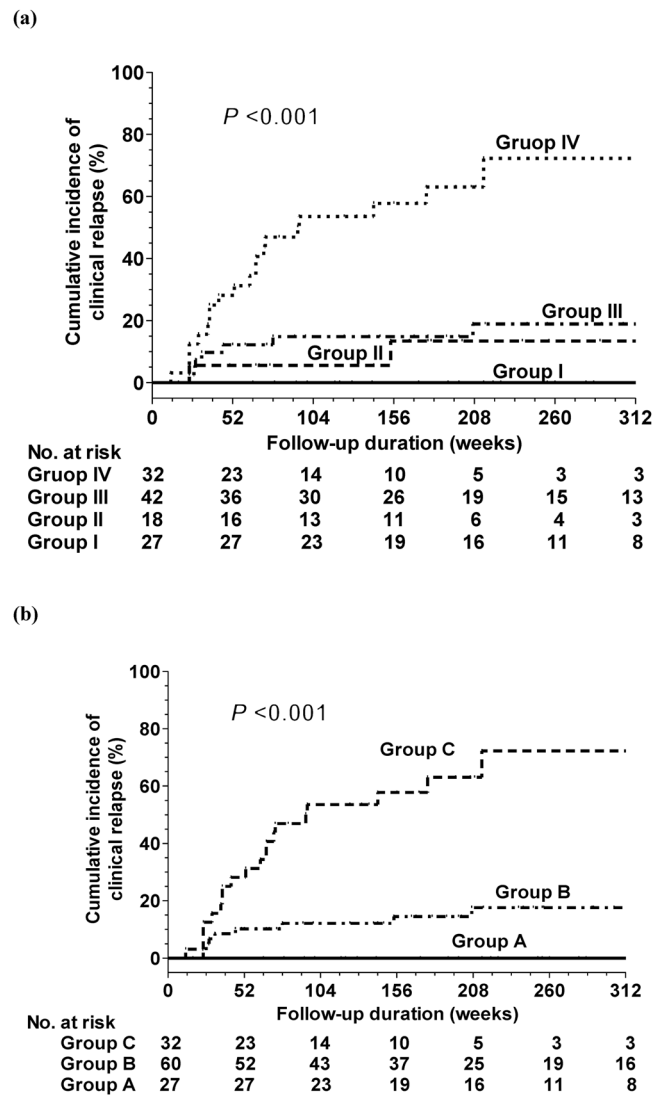 (a)
Cumulative incidence of
clinical relapse (%)
100
80
60
40
20
0
P <0.001
Gruop IV
Group III
Group II
Group I
0 52 104 156 208 260 312
Follow-up duration (weeks)
No. at risk
Gruop IV 32 23 14 10 5 3 3
Group III 42 36 30 26 19 15 13
Group II 18 16 13 11 6 4 3
Group I 27 27 23 19 16 11 8
(b)
Cumulative incidence of
clinical relapse (%)
100
80
60
40
20
0
P <0.001
Group C
Group B
Group A
0 52 104 156 208 260 312
Follow-up duration (weeks)
No. at risk
Group C 32 23 14 10 5 3 3
Group B 60 52 43 37 25 19 16
Group A 27 27 23 19 16 11 8